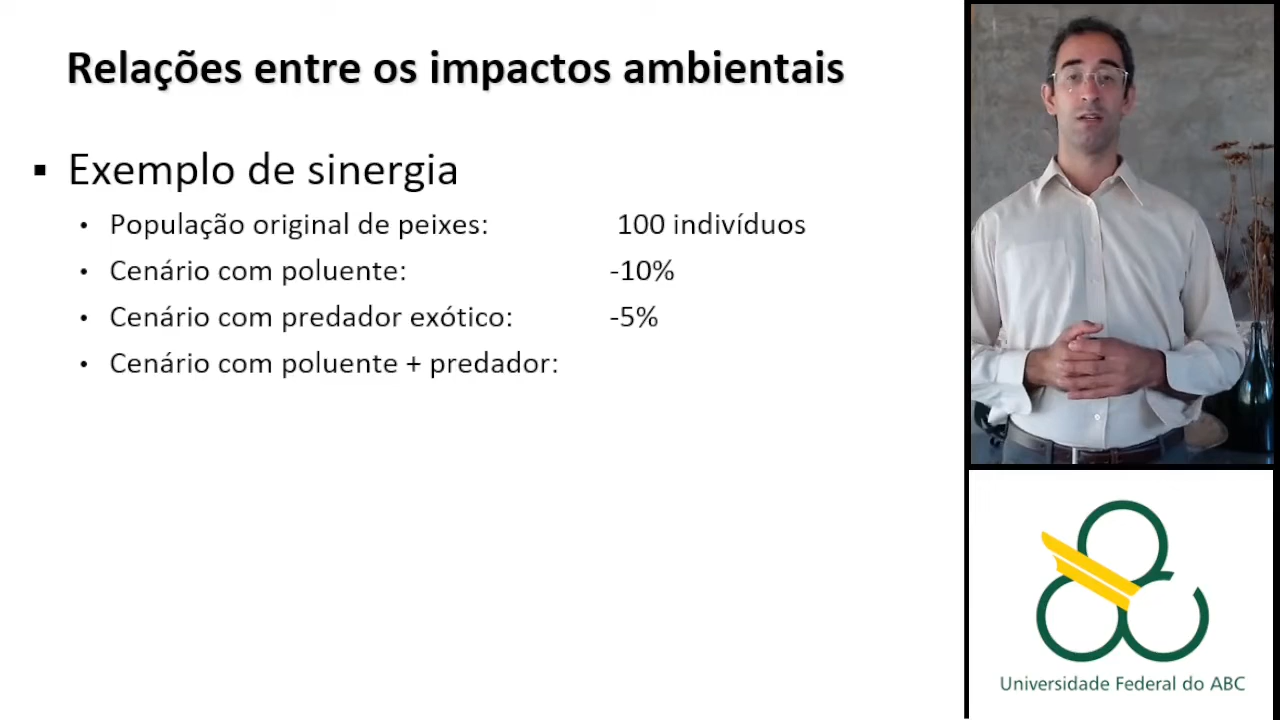 Relações entre os impactos ambientais
▪ Exemplo de sinergia
• População original de peixes: 100 indivíduos
• Cenário com poluente: -10%
• Cenário com predador exótico: -5%
• Cenário com poluente + predador:
Universidade Federal do ABC